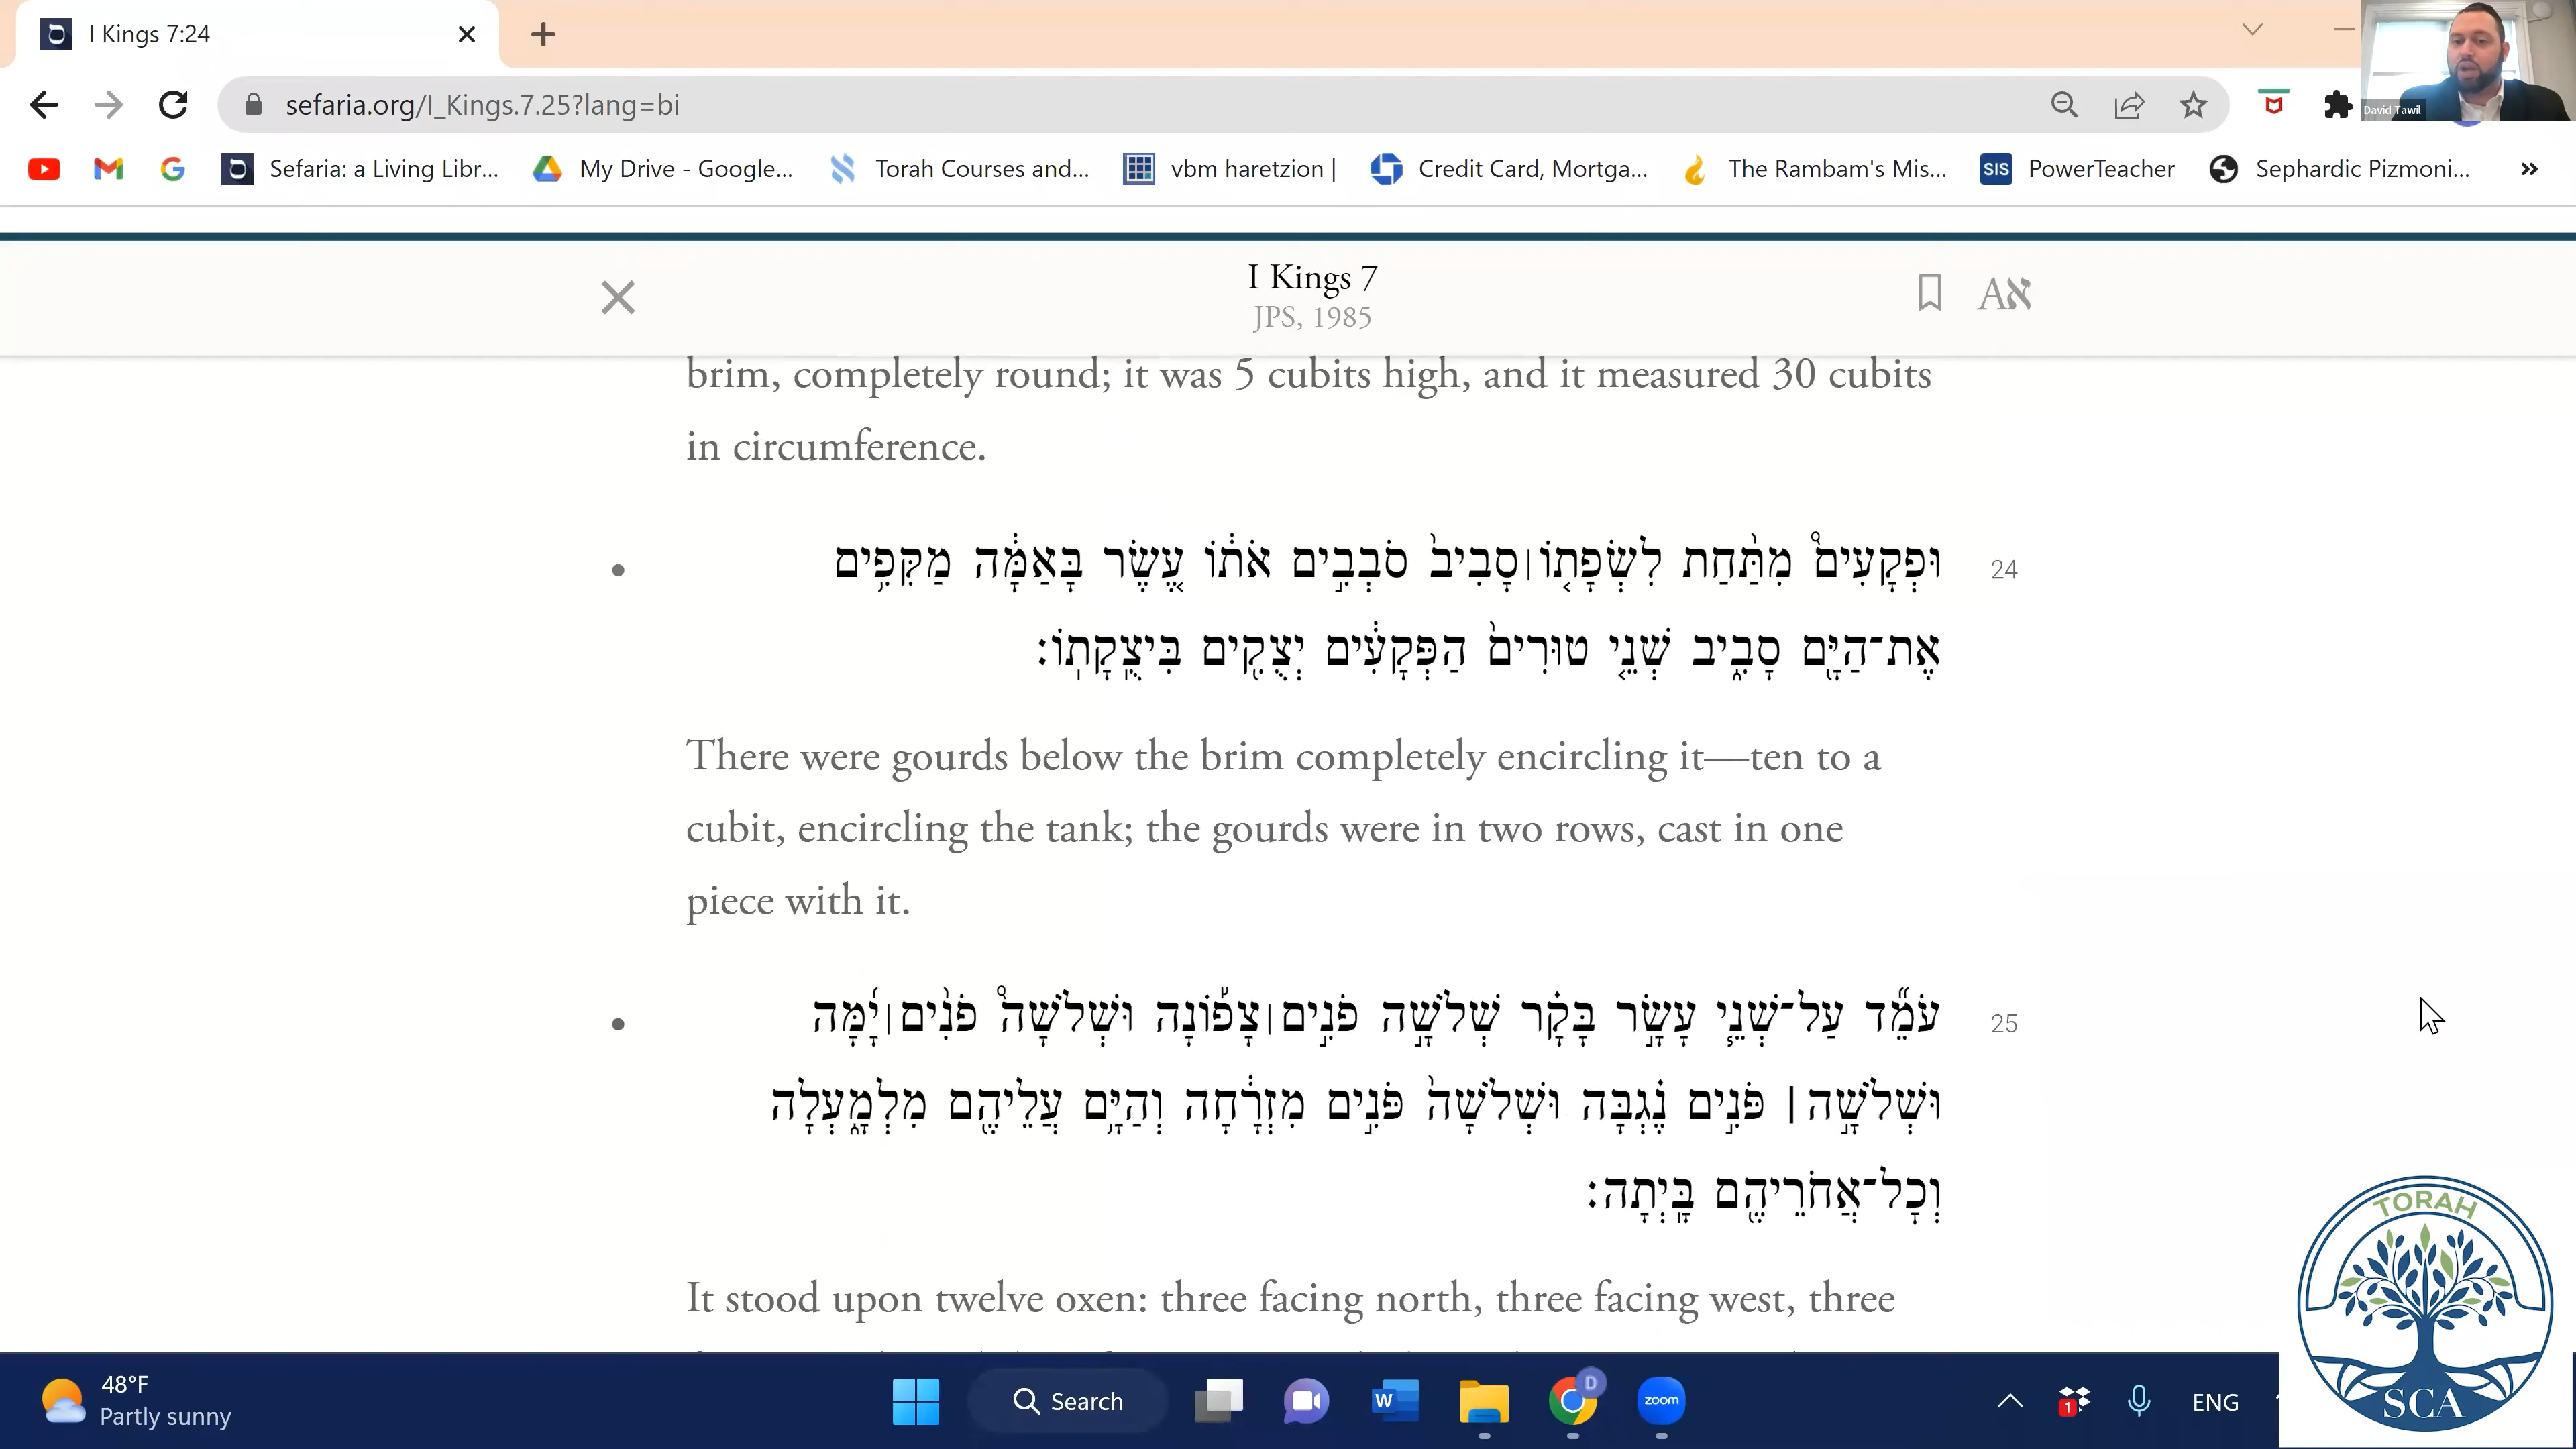 I Kings 7:24
sefaria.org/I_Kings.7.25?lang=bi
David Tawil
Sefaria: a Living Libr...
My Drive - Google...
Torah Courses and...
vbm haretzion |
Credit Card, Mortga...
The Rambam's Mis...
SIS
PowerTeacher
Sephardic Pizmoni...
»
I Kings 7
JPS, 1985
Aא
brim, completely round; it was 5 cubits high, and it measured 30 cubits
in circumference.
וּפְקָעִים֩ מִתַּ֨חַת לִשְׂפָת֤וֹ ׀ סָבִיב֙ סֹבְבִ֣ים אֹת֔וֹ עֶ֚שֶׂר בָּֽאַמָּ֔ה מַקִּפִ֥ים
24
אֶת־הַיָּ֖ם סָבִ֑יב שְׁנֵ֤י טוּרִים֙ הַפְּקָעִ֔ים יְצֻקִ֖ים בִּיצֻקָתֽוֹ׃
There were gourds below the brim completely encircling it—ten to a
cubit, encircling the tank; the gourds were in two rows, cast in one
piece with it.
עֹמֵ֞ד עַל־שְׁנֵ֧י עָשָׂ֣ר בָּקָ֗ר שְׁלֹשָׁ֣ה פֹנִ֣ים ׀ צָפ֡וֹנָה וּשְׁלֹשָׁה֩ פֹנִ֨ים ׀ יָ֜מָּה
25
וּשְׁלֹשָׁ֣ה ׀ פֹּנִ֣ים נֶ֗גְבָּה וּשְׁלֹשָׁה֙ פֹּנִ֣ים מִזְרָ֔חָה וְהַיָּ֥ם עֲלֵיהֶ֖ם מִלְמָ֑עְלָה
וְכׇל־אֲחֹרֵיהֶ֖ם בָּֽיְתָה׃
It stood upon twelve oxen: three facing north, three facing west, three
TORAH
SCA
48°F
Partly sunny
Search
W
D
zoom
1
ENG